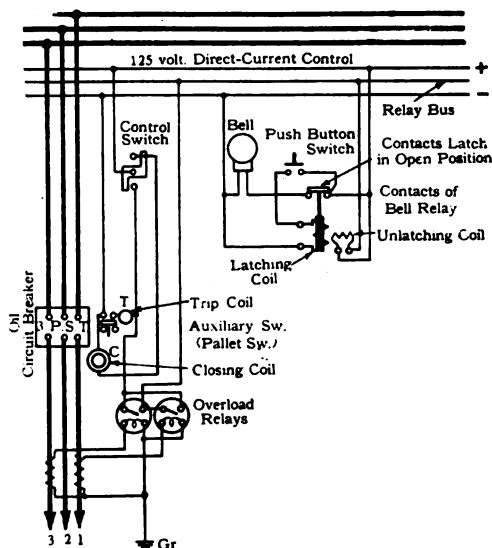 125 volt. Direct-Current Control
+
−
Relay Bus
Control
Switch
Bell
Push Button
Switch
Contacts Latch
in Open Position
Contacts of
Bell Relay
Unlatching Coil
Latching
Coil
Oil
Circuit Breaker
3 P. S. T
T
Trip Coil
Auxiliary Sw.
(Pallet Sw.)
C
Closing Coil
Overload
Relays
3 2 1
Gr.